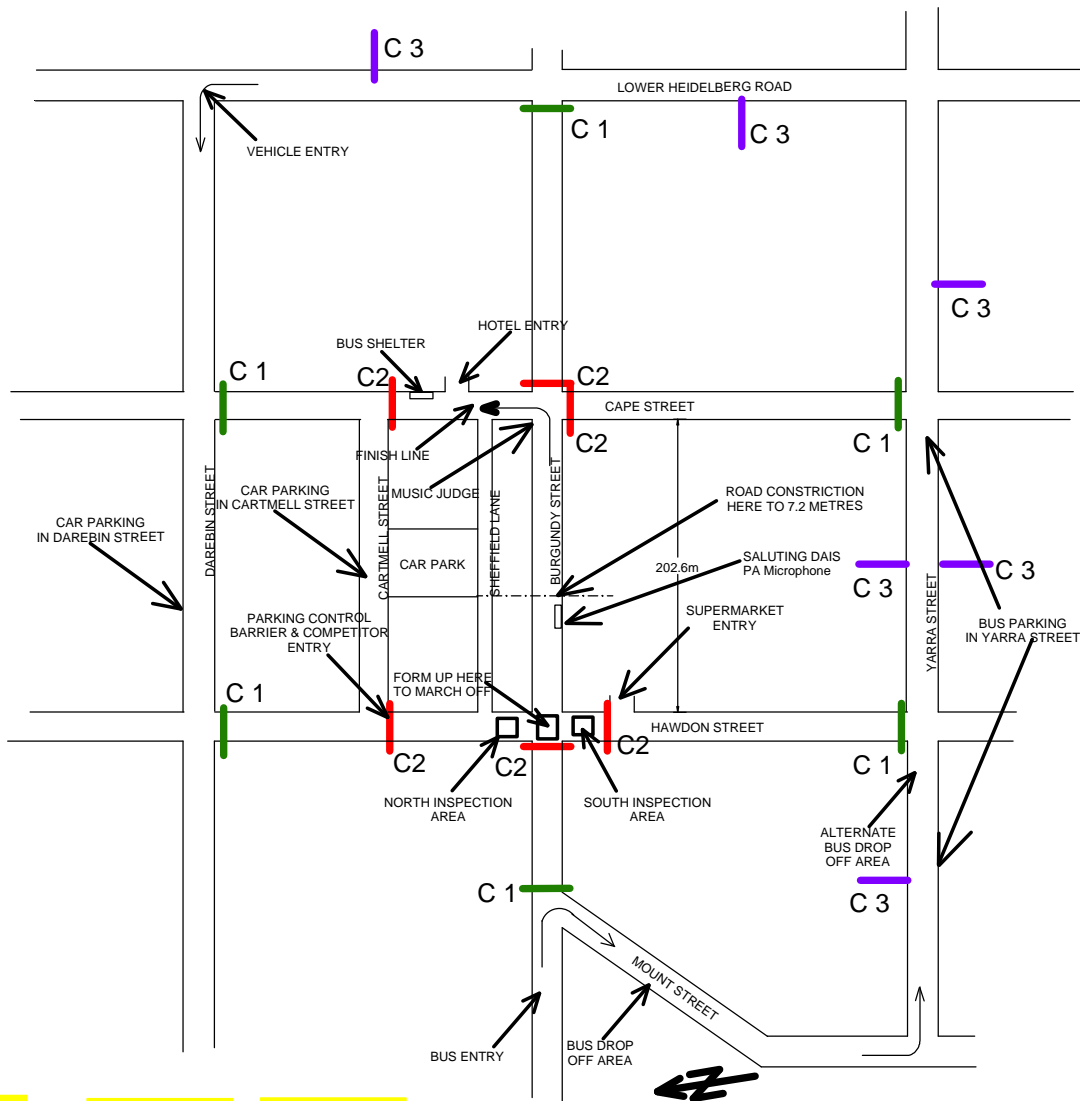 C 3
LOWER HEIDELBERG ROAD
C 1
C 3
VEHICLE ENTRY
C 3
HOTEL ENTRY
BUS SHELTER
C 1
C2
C2
CAPE STREET
C2
C 1
FINISH LINE
MUSIC JUDGE
CAR PARKING
IN CARTMELL STREET
CAR PARKING
IN DAREBIN STREET
DAREBIN STREET
CARTMELL STREET
CAR PARK
SHEFFIELD LANE
BURGUNDY STREET
ROAD CONSTRICTION
HERE TO 7.2 METRES
SALUTING DAIS
PA Microphone
202.6m
C 3
C 3
YARRA STREET
BUS PARKING
IN YARRA STREET
PARKING CONTROL
BARRIER & COMPETITOR
ENTRY
SUPERMARKET
ENTRY
FORM UP HERE
TO MARCH OFF
C 1
HAWDON STREET
C2
C2
C2
C 1
NORTH INSPECTION
AREA
SOUTH INSPECTION
AREA
ALTERNATE
BUS DROP
OFF AREA
C 1
C 3
MOUNT STREET
BUS ENTRY
BUS DROP
OFF AREA
N